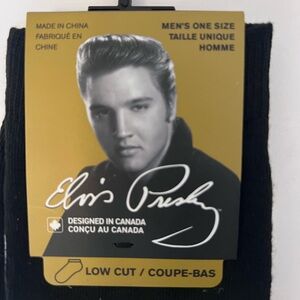 MADE IN CHINA
FABRIQUÉ EN
CHINE
MEN'S ONE SIZE
TAILLE UNIQUE
HOMME
Elvis Presley
DESIGNED IN CANADA
CONÇU AU CANADA
LOW CUT / COUPE-BAS